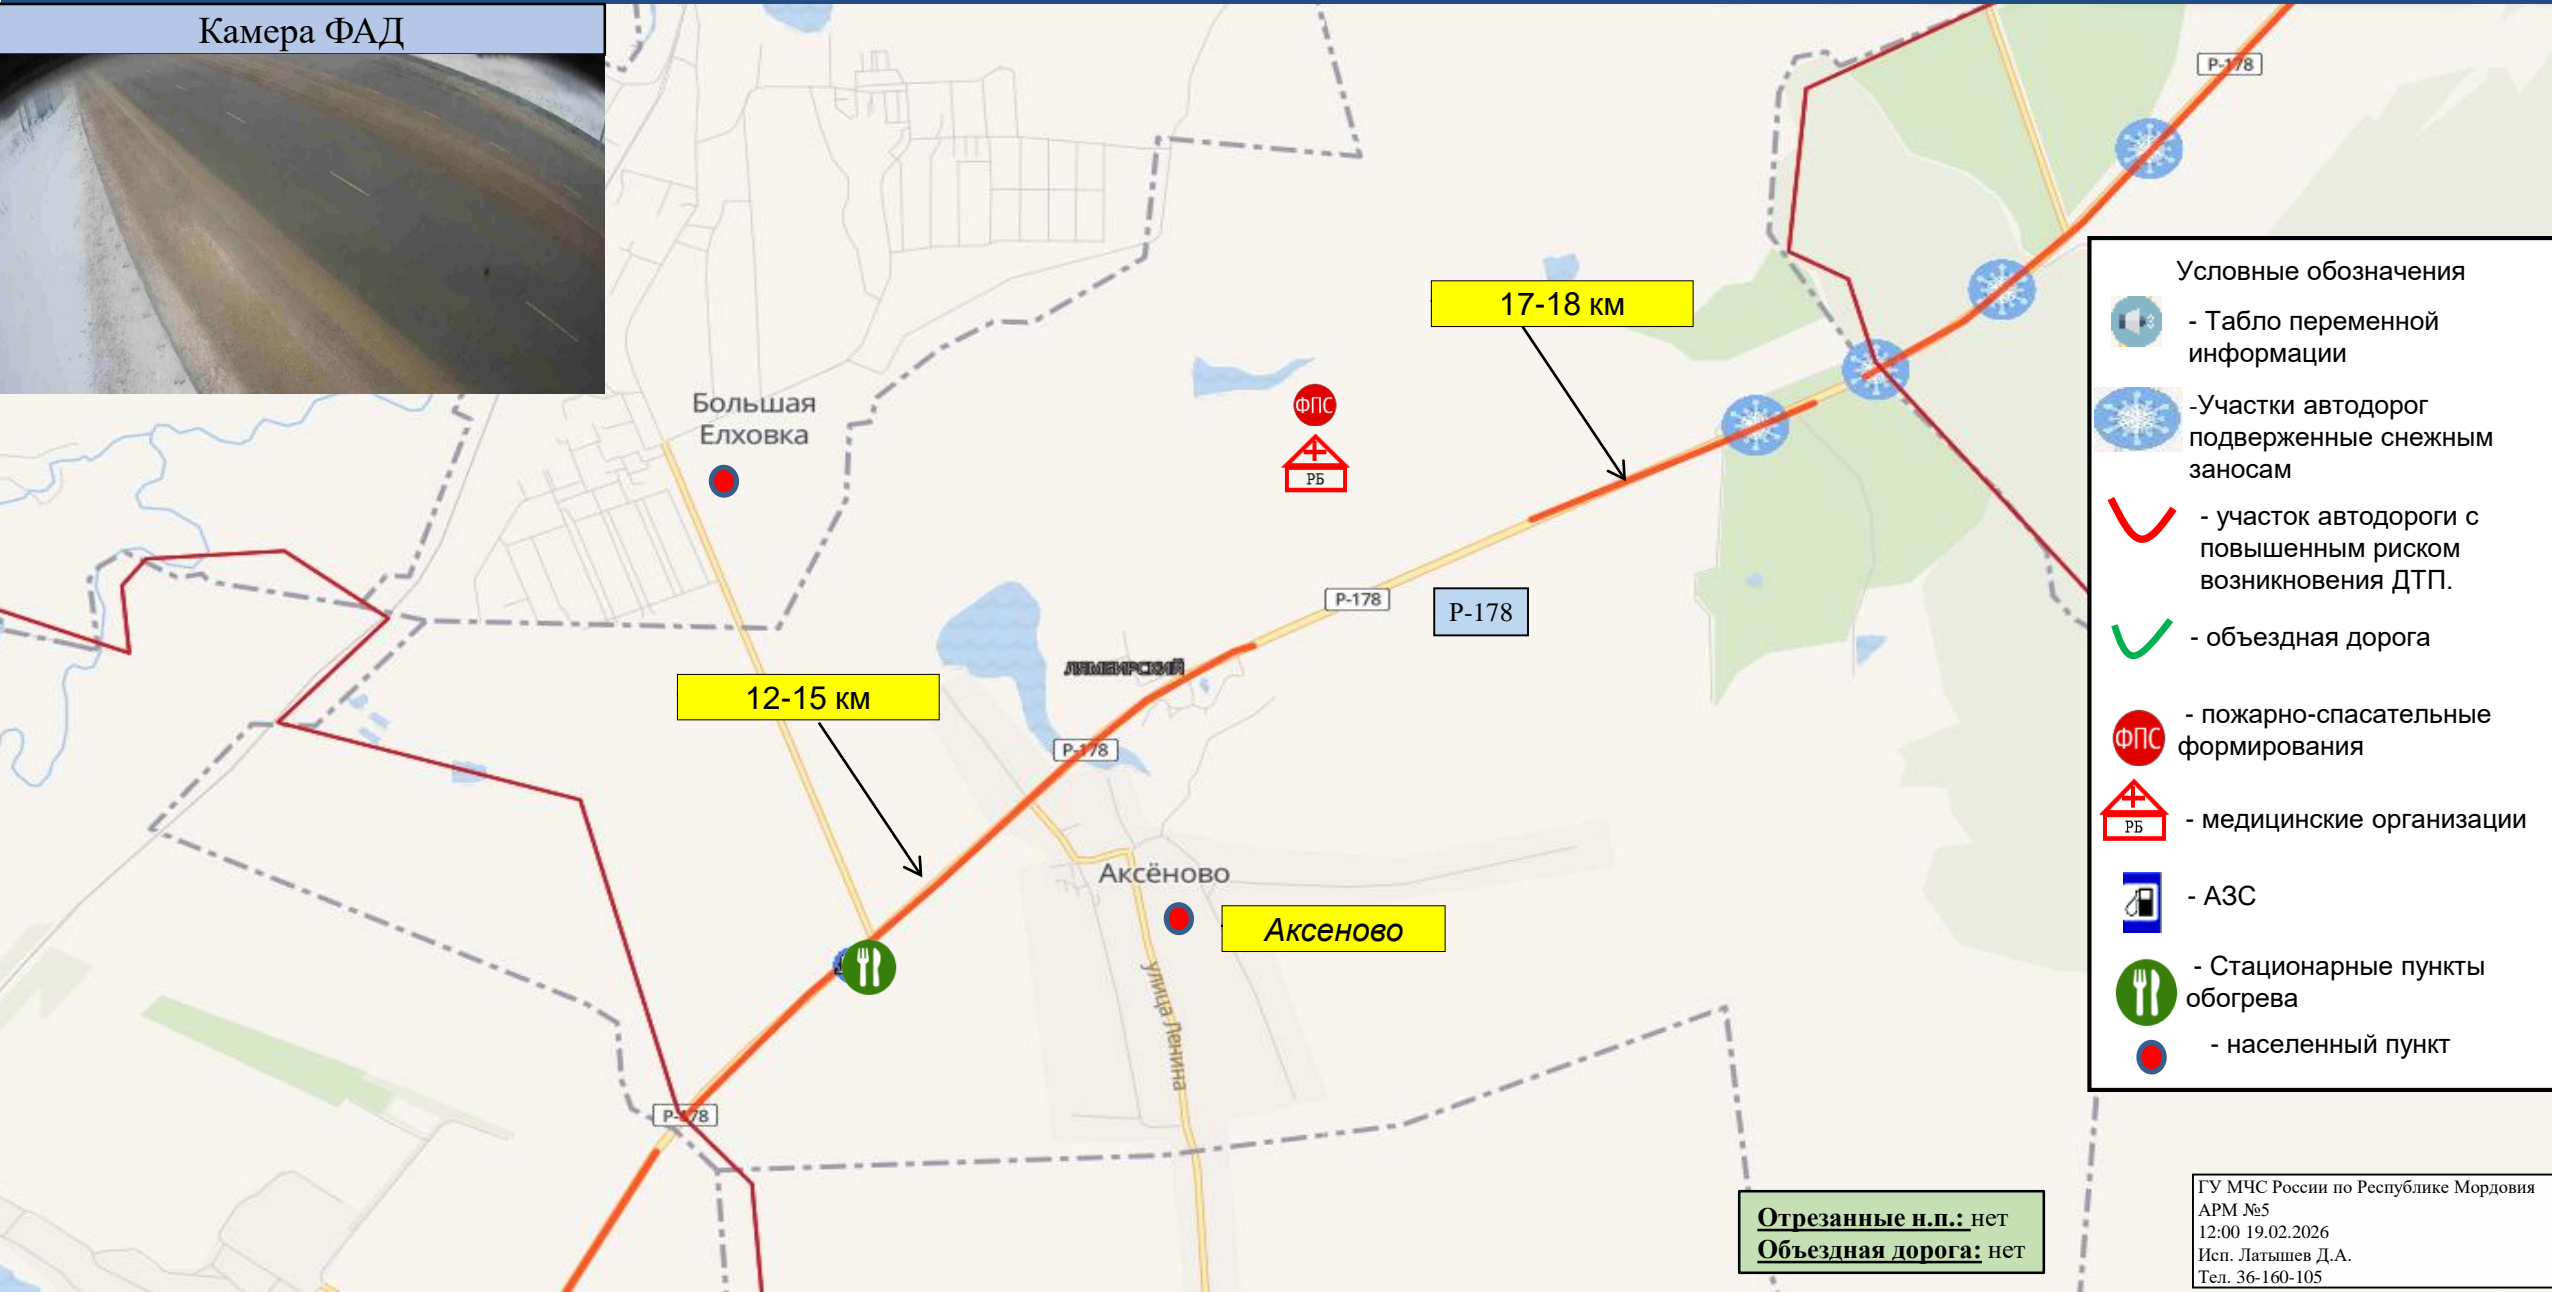 Камера ФАД
Р-178
17-18 км
Большая
Елховка
ФПС
РБ
Р-178
Р-178
ЛЯМБИРСКИЙ
12-15 км
Р-178
Аксёново
Аксеново
улица Ленина
Р-178
Условные обозначения
- Табло переменной
информации
-Участки автодорог
подверженные снежным
заносам
- участок автодороги с
повышенным риском
возникновения ДТП.
- объездная дорога
ФПС
- пожарно-спасательные
формирования
РБ
- медицинские организации
- АЗС
- Стационарные пункты
обогрева
- населенный пункт
Отрезанные н.п.: нет
Объездная дорога: нет
ГУ МЧС России по Республике Мордовия
АРМ №5
12:00 19.02.2026
Исп. Латышев Д.А.
Тел. 36-160-105